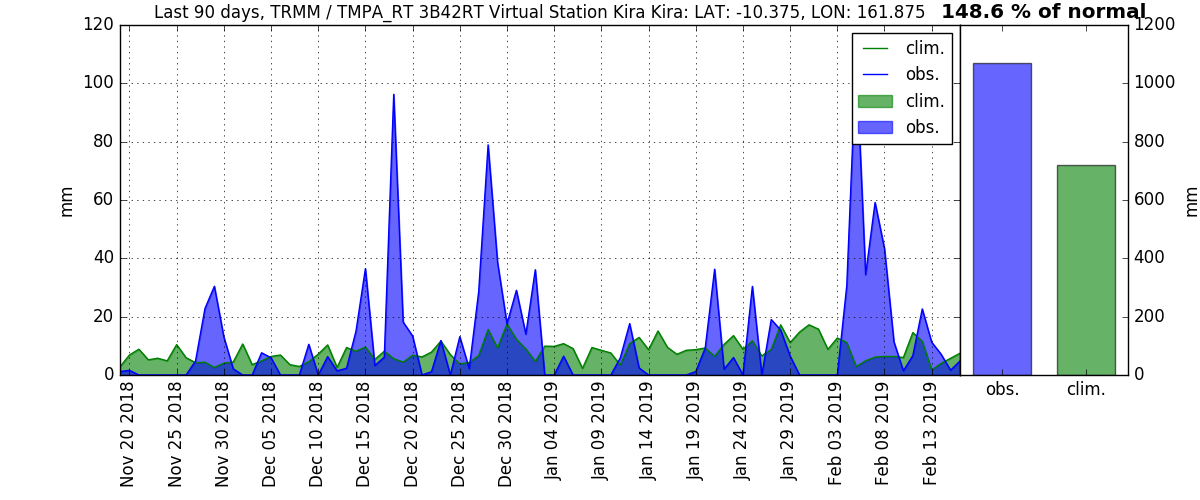 Last 90 days, TRMM / TMPA_RT 3B42RT Virtual Station Kira Kira: LAT: -10.375, LON: 161.875
148.6 % of normal
mm
120
100
80
60
40
20
0
clim.
obs.
clim.
obs.
1200
1000
800
600
400
200
0
mm
obs.
clim.
Nov 20 2018
Nov 25 2018
Nov 30 2018
Dec 05 2018
Dec 10 2018
Dec 15 2018
Dec 20 2018
Dec 25 2018
Dec 30 2018
Jan 04 2019
Jan 09 2019
Jan 14 2019
Jan 19 2019
Jan 24 2019
Jan 29 2019
Feb 03 2019
Feb 08 2019
Feb 13 2019